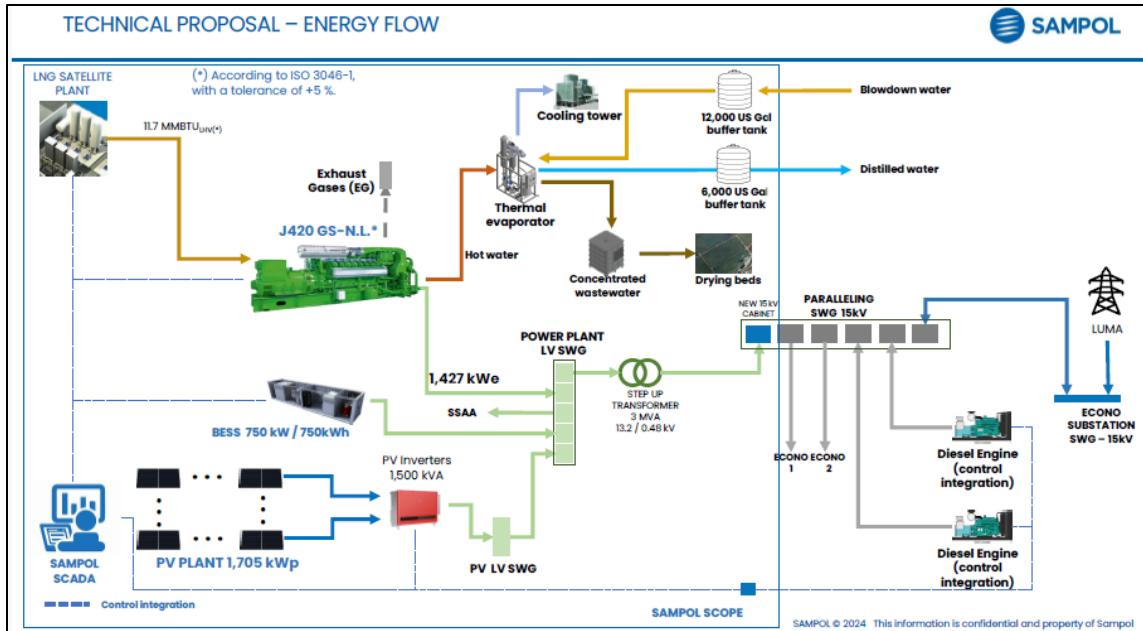 TECHNICAL PROPOSAL – ENERGY FLOW
SAMPOL
LNG SATELLITE
PLANT
(*) According to ISO 3046-1,
with a tolerance of +5 %.
11.7 MMBTU LHV(*)
Exhaust
Gases (EG)
J420 GS-N.L.*
Cooling tower
Thermal
evaporator
Hot water
12,000 US Gal
buffer tank
Blowdown water
6,000 US Gal
buffer tank
Distilled water
Concentrated
wastewater
Drying beds
NEW 15 kV
CABINET
PARALLELING
SWG 15kV
LUMA
POWER PLANT
LV SWG
1,427 kWe
SSAA
STEP UP
TRANSFORMER
3 MVA
13.2 / 0.48 kV
ECONO
1
ECONO
2
ECONO
SUBSTATION
SWG – 15kV
Diesel Engine
(control
integration)
Diesel Engine
(control
integration)
BESS 750 kW / 750kWh
PV Inverters
1,500 kVA
PV PLANT 1,705 kWp
PV LV SWG
SAMPOL
SCADA
Control integration
SAMPOL SCOPE
SAMPOL © 2024 This information is confidential and property of Sampol